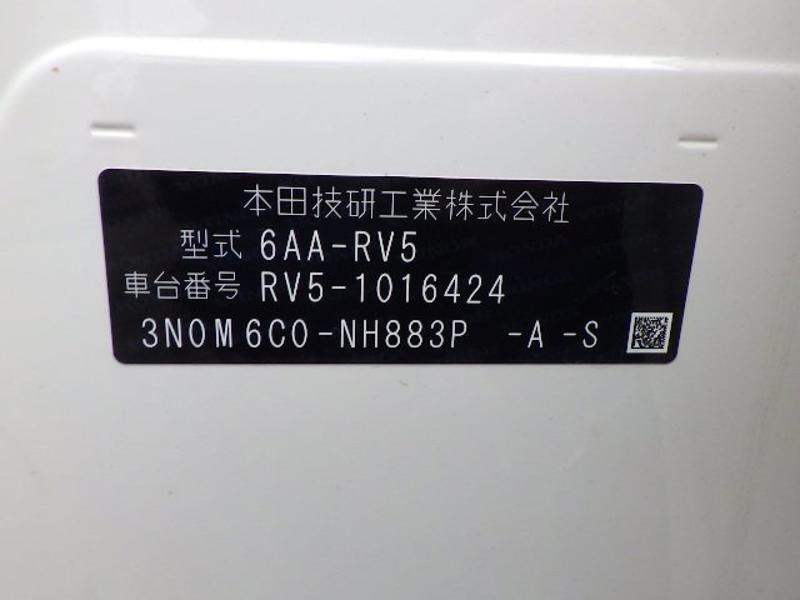 本田技研工業株式会社
型式 6AA-RV5
車台番号 RV5-1016424
3N0M6C0-NH883P -A-S